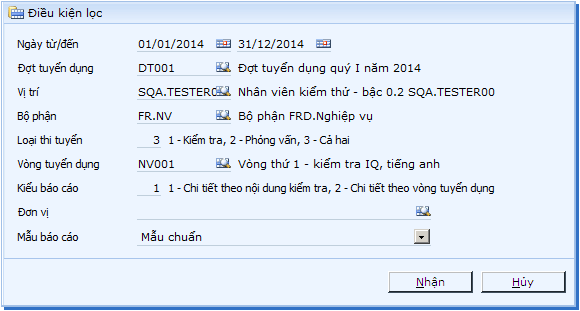 Điều kiện lọc
Ngày từ/đến 01/01/2014 31/12/2014
Đợt tuyển dụng DT001 Đợt tuyển dụng quý I năm 2014
Vị trí SQA.TESTER0 Nhân viên kiểm thử - bậc 0.2 SQA.TESTER00
Bộ phận FR.NV Bộ phận FRD.Nghiệp vụ
Loại thi tuyển 3 1 - Kiểm tra, 2 - Phỏng vấn, 3 - Cả hai
Vòng tuyển dụng NV001 Vòng thứ 1 - kiểm tra IQ, tiếng anh
Kiểu báo cáo 1 1 - Chi tiết theo nội dung kiểm tra, 2 - Chi tiết theo vòng tuyển dụng
Đơn vị
Mẫu báo cáo Mẫu chuẩn
Nhận Hủy